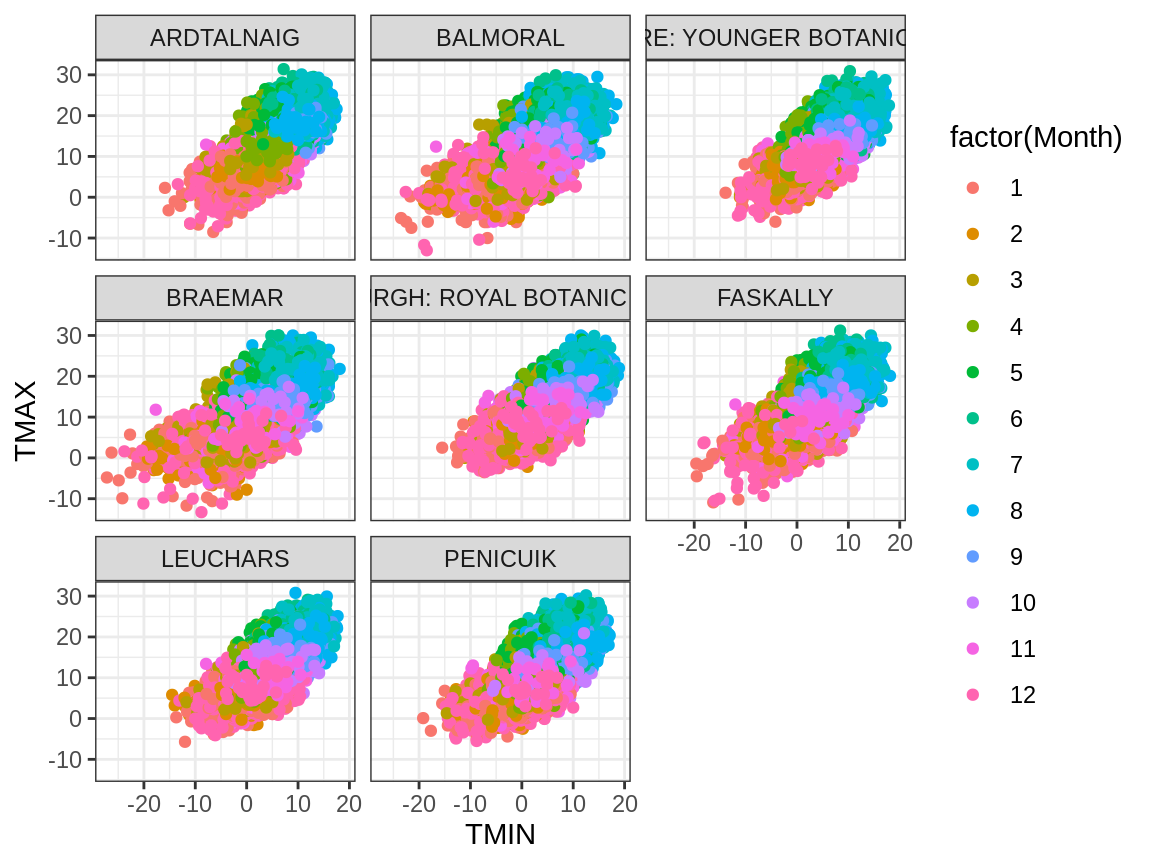 ARDTALNAIG
BALMORAL
RE: YOUNGER BOTANIC
30
20
10
0
-10
BRAEMAR
URGH: ROYAL BOTANIC
FASKALLY
30
20
10
0
-10
-20 -10 0 10 20
LEUCHARS
PENICUIK
30
20
10
0
-10
-20 -10 0 10 20
-20 -10 0 10 20
TMIN
TMAX
factor(Month)
1
2
3
4
5
6
7
8
9
10
11
12